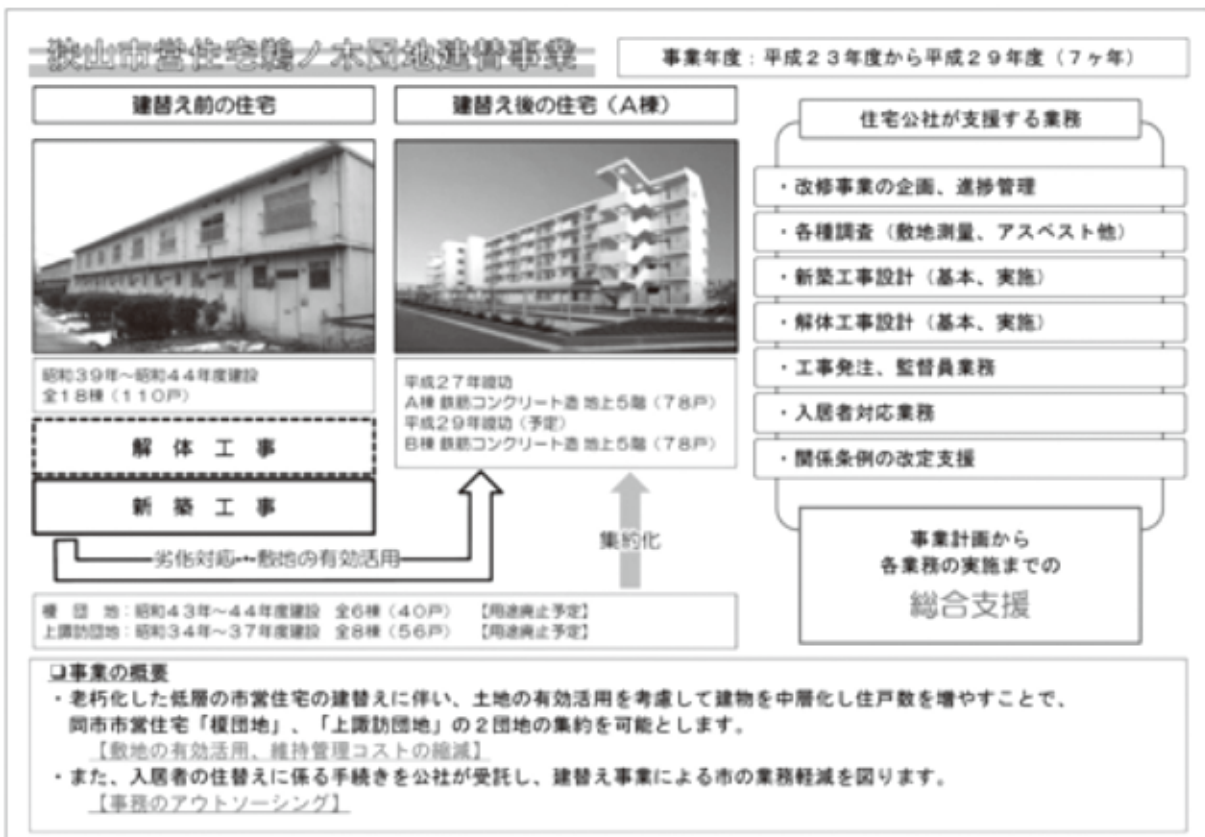 狭山市営住宅鵜ノ木団地建替事業
事業年度：平成23年度から平成29年度（7ヶ年）
建替え前の住宅
建替え後の住宅（A棟）
住宅公社が支援する業務
・改修事業の企画、進捗管理
・各種調査（敷地測量、アスベスト他）
・新築工事設計（基本、実施）
・解体工事設計（基本、実施）
・工事発注、監督員業務
・入居者対応業務
・関係条例の改定支援
昭和39年～昭和44年度建設
全18棟（110戸）
平成27年竣功
A棟 鉄筋コンクリート造 地上5階（78戸）
平成29年竣功（予定）
B棟 鉄筋コンクリート造 地上5階（78戸）
解体工事
新築工事
劣化対応＋敷地の有効活用
集約化
事業計画から
各業務の実施までの
総合支援
榎団地：昭和43年～44年度建設 全6棟（40戸） 【用途廃止予定】
上諏訪団地：昭和34年～37年度建設 全8棟（56戸） 【用途廃止予定】
❑事業の概要
・老朽化した低層の市営住宅の建替えに伴い、土地の有効活用を考慮して建物を中層化し住戸数を増やすことで、
同市市営住宅「榎団地」、「上諏訪団地」の2団地の集約を可能とします。
【敷地の有効活用、維持管理コストの縮減】
・また、入居者の住替えに係る手続きを公社が受託し、建替え事業による市の業務軽減を図ります。
【事務のアウトソーシング】